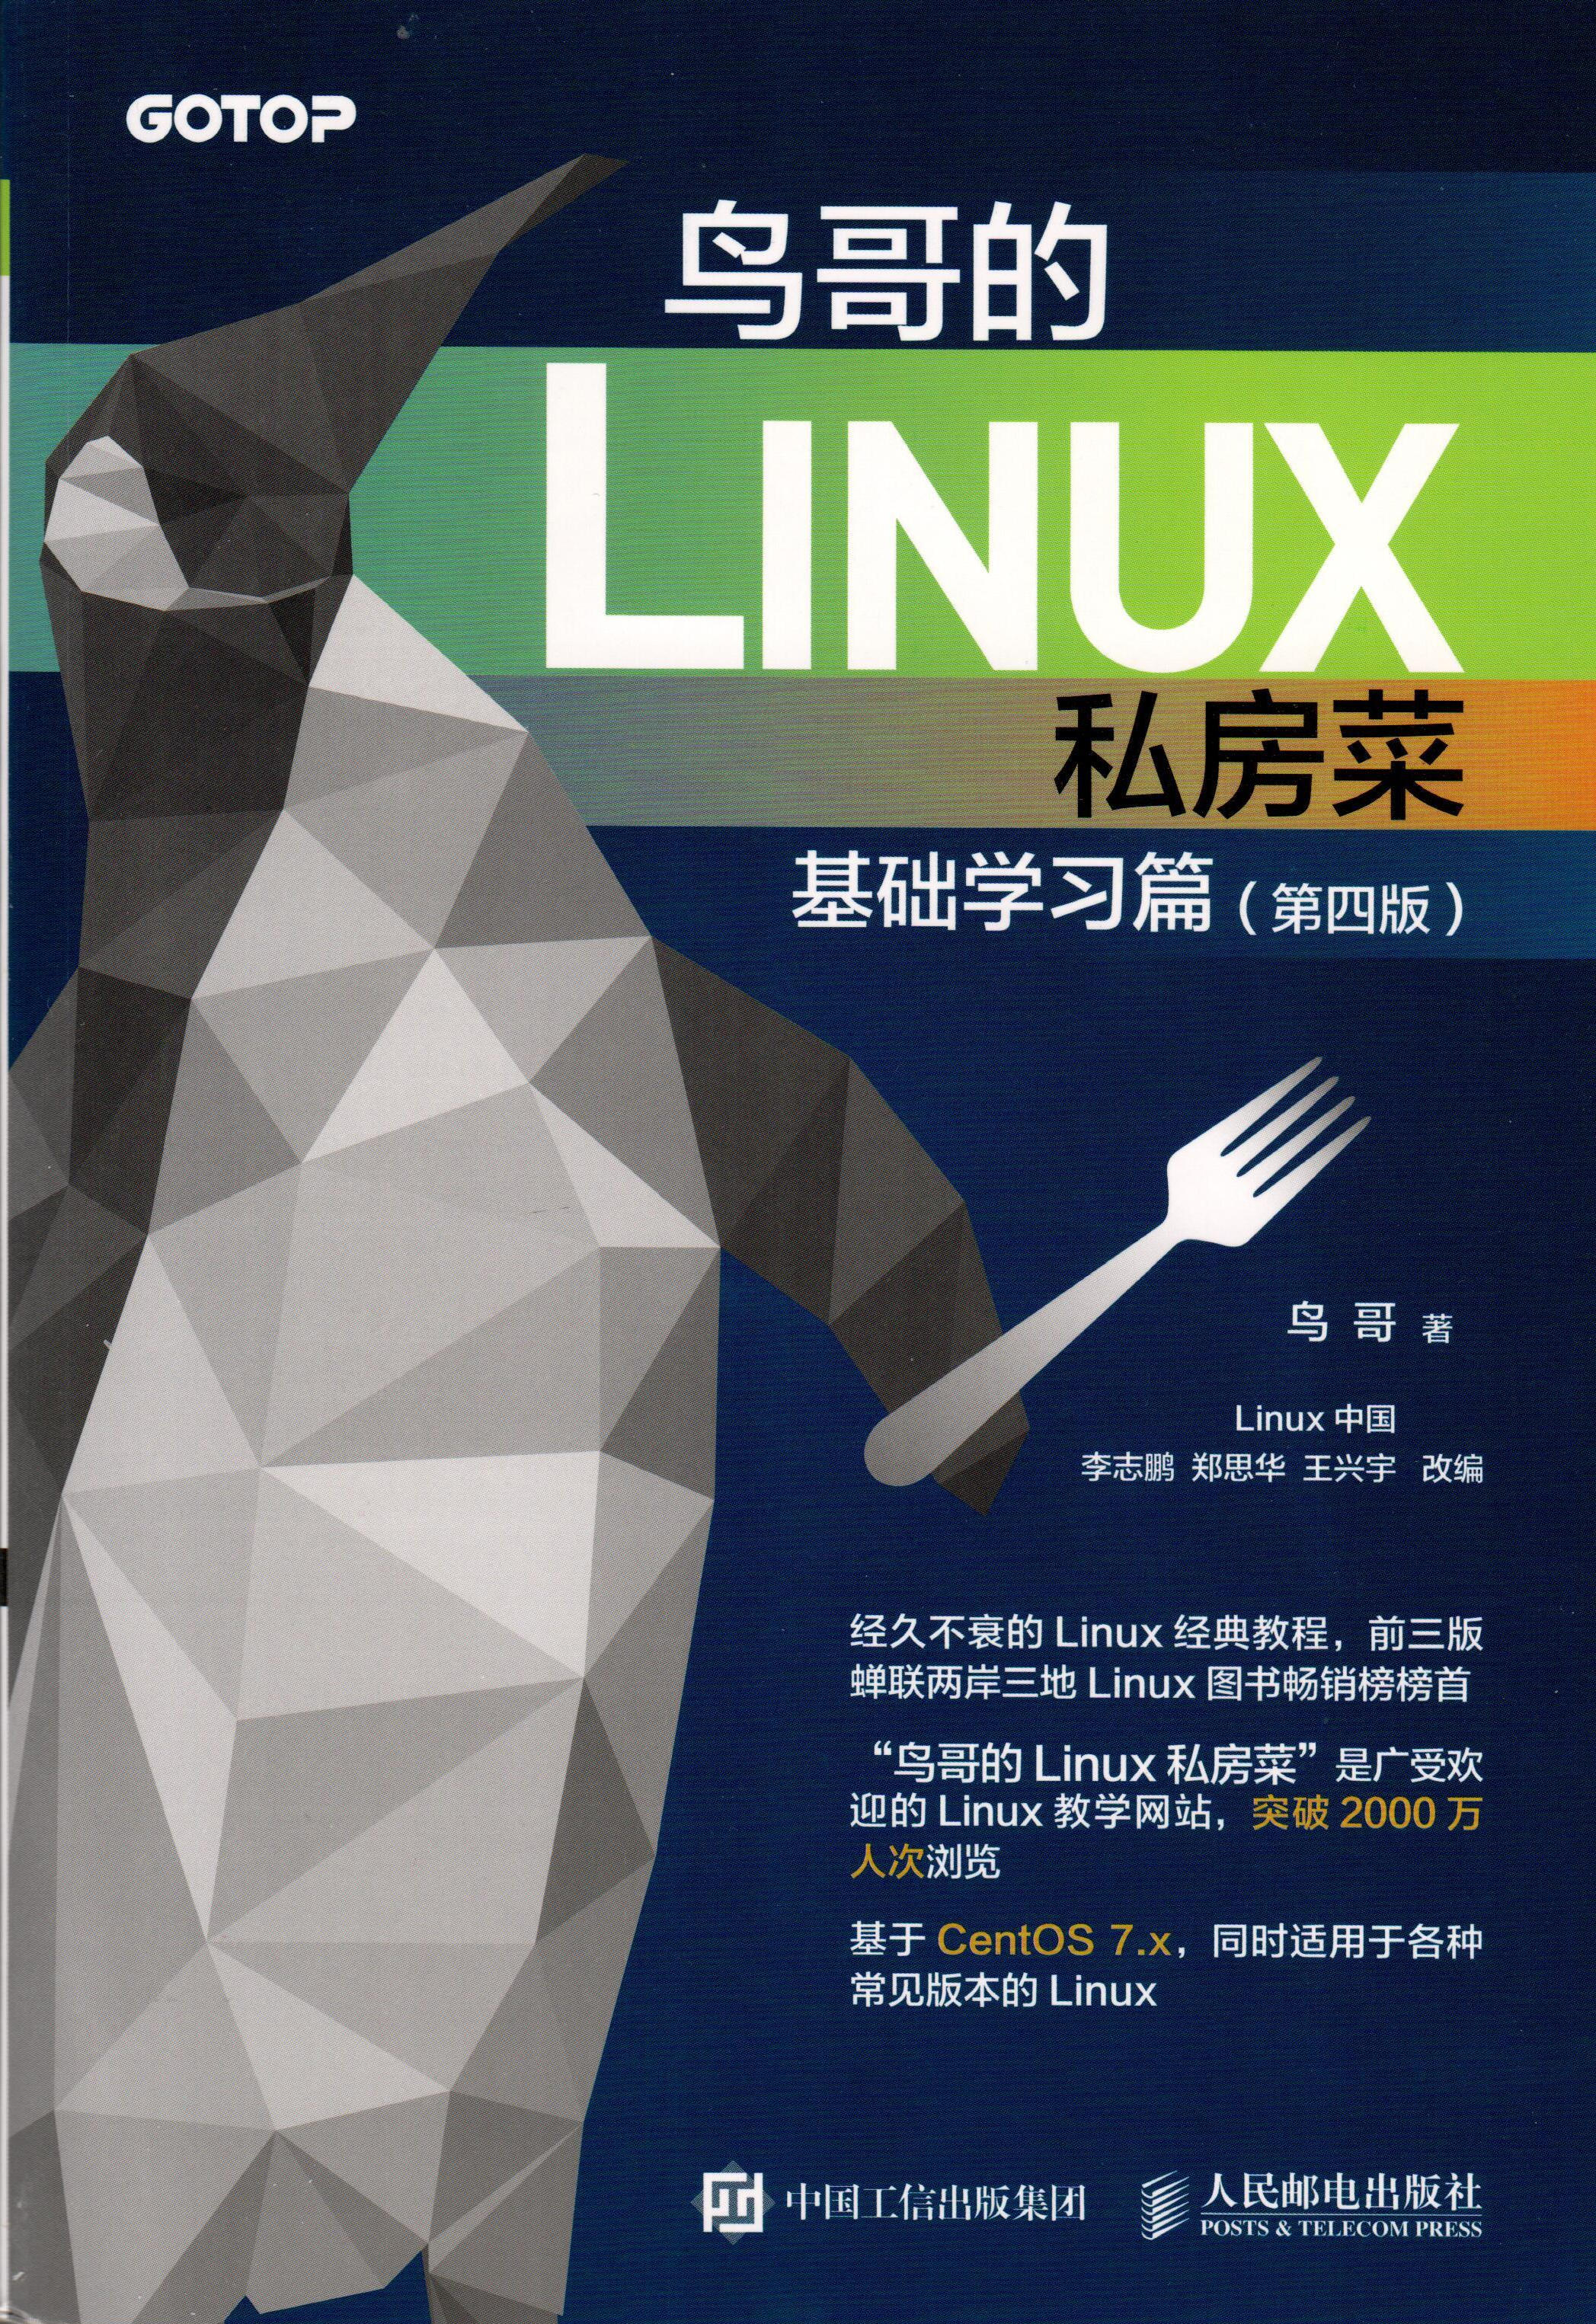 GOTOP
鸟哥的
LINUX
私房菜
基础学习篇（第四版）
鸟 哥 著
Linux 中国
李志鹏 郑思华 王兴宇 改编
经久不衰的 Linux 经典教程，前三版
蝉联两岸三地 Linux 图书畅销榜榜首
“鸟哥的 Linux 私房菜”是广受欢
迎的 Linux 教学网站，突破 2000 万
人次浏览
基于 CentOS 7.x，同时适用于各种
常见版本的 Linux
中国工信出版集团
人民邮电出版社
POSTS & TELECOM PRESS